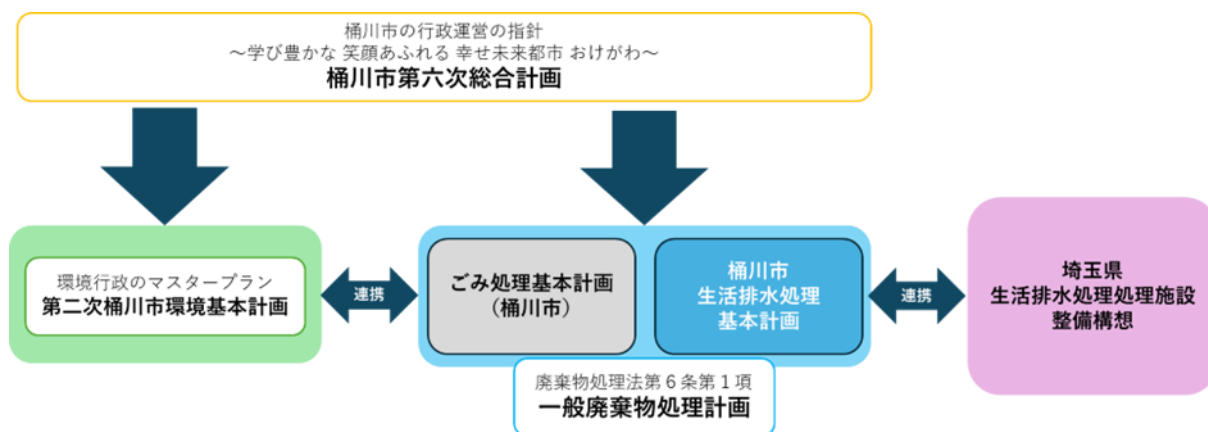 桶川市の行政運営の指針
～学び豊かな 笑顔あふれる 幸せ未来都市 おけがわ～
桶川市第六次総合計画
環境行政のマスタープラン
第二次桶川市環境基本計画
連携
ごみ処理基本計画
（桶川市）
桶川市
生活排水処理
基本計画
連携
埼玉県
生活排水処理処理施設
整備構想
廃棄物処理法第６条第１項
一般廃棄物処理計画